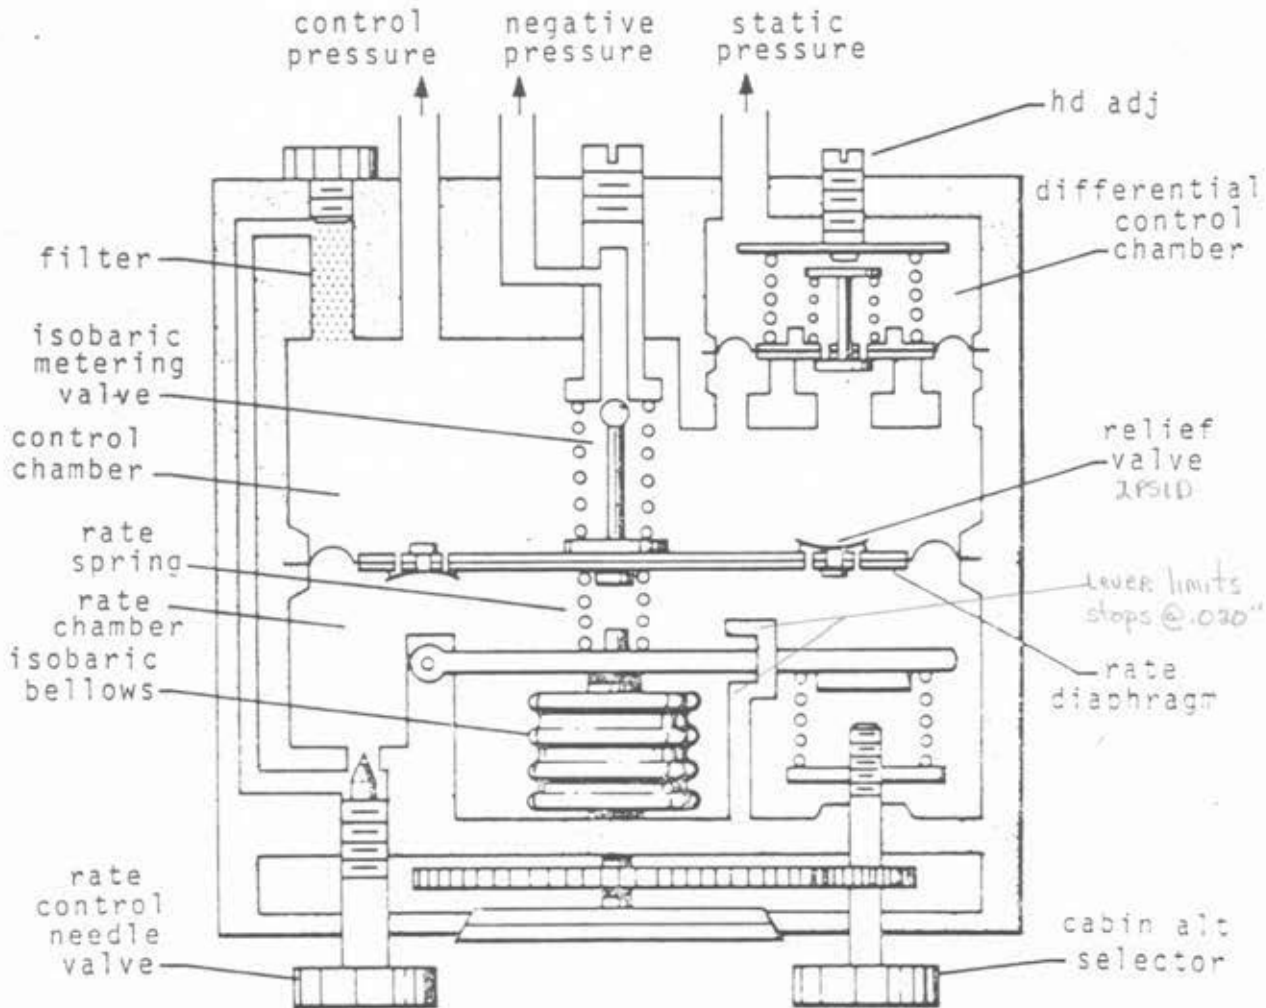 control
pressure
negative
pressure
static
pressure
hd adj
differential
control
chamber
filter
isobaric
metering
valve
control
chamber
relief
valve
2PSID
rate
spring
rate
chamber
isobaric
bellows
Lever limits
stops @ .030"
rate
diaphragm
rate
control
needle
valve
cabin alt
selector